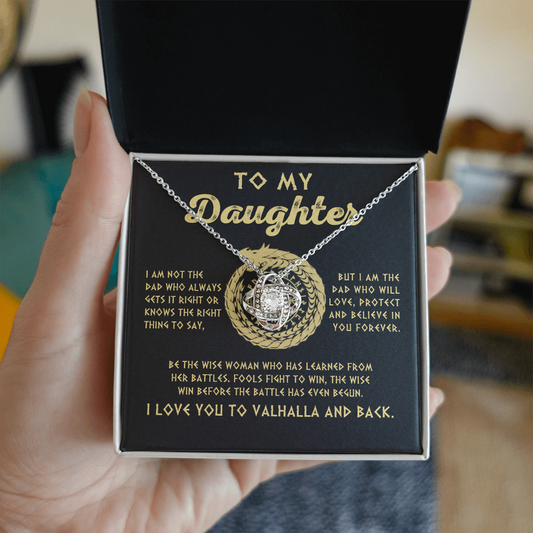 TO MY
Daughter
I AM NOT THE
DAD WHO ALWAYS
GETS IT RIGHT OR
KNOWS THE RIGHT
THING TO SAY,
BUT I AM THE
DAD WHO WILL
LOVE, PROTECT
AND BELIEVE IN
YOU FOREVER.
BE THE WISE WOMAN WHO HAS LEARNED FROM
HER BATTLES. FOOLS FIGHT TO WIN, THE WISE
WIN BEFORE THE BATTLE HAS EVEN BEGUN.
I LOVE YOU TO VALHALLA AND BACK.